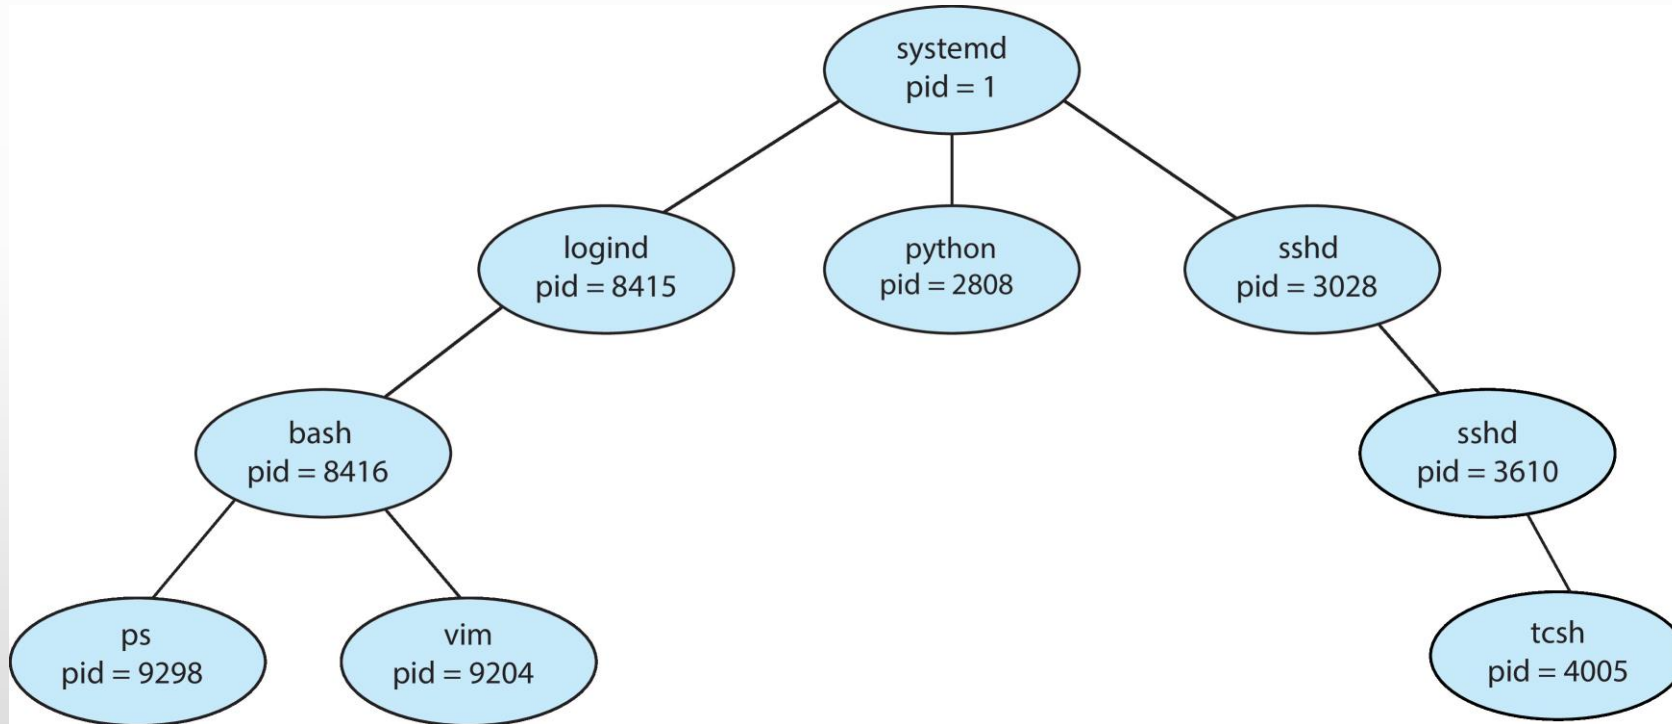 systemd
pid = 1
logind
pid = 8415
python
pid = 2808
sshd
pid = 3028
bash
pid = 8416
sshd
pid = 3610
ps
pid = 9298
vim
pid = 9204
tcsh
pid = 4005